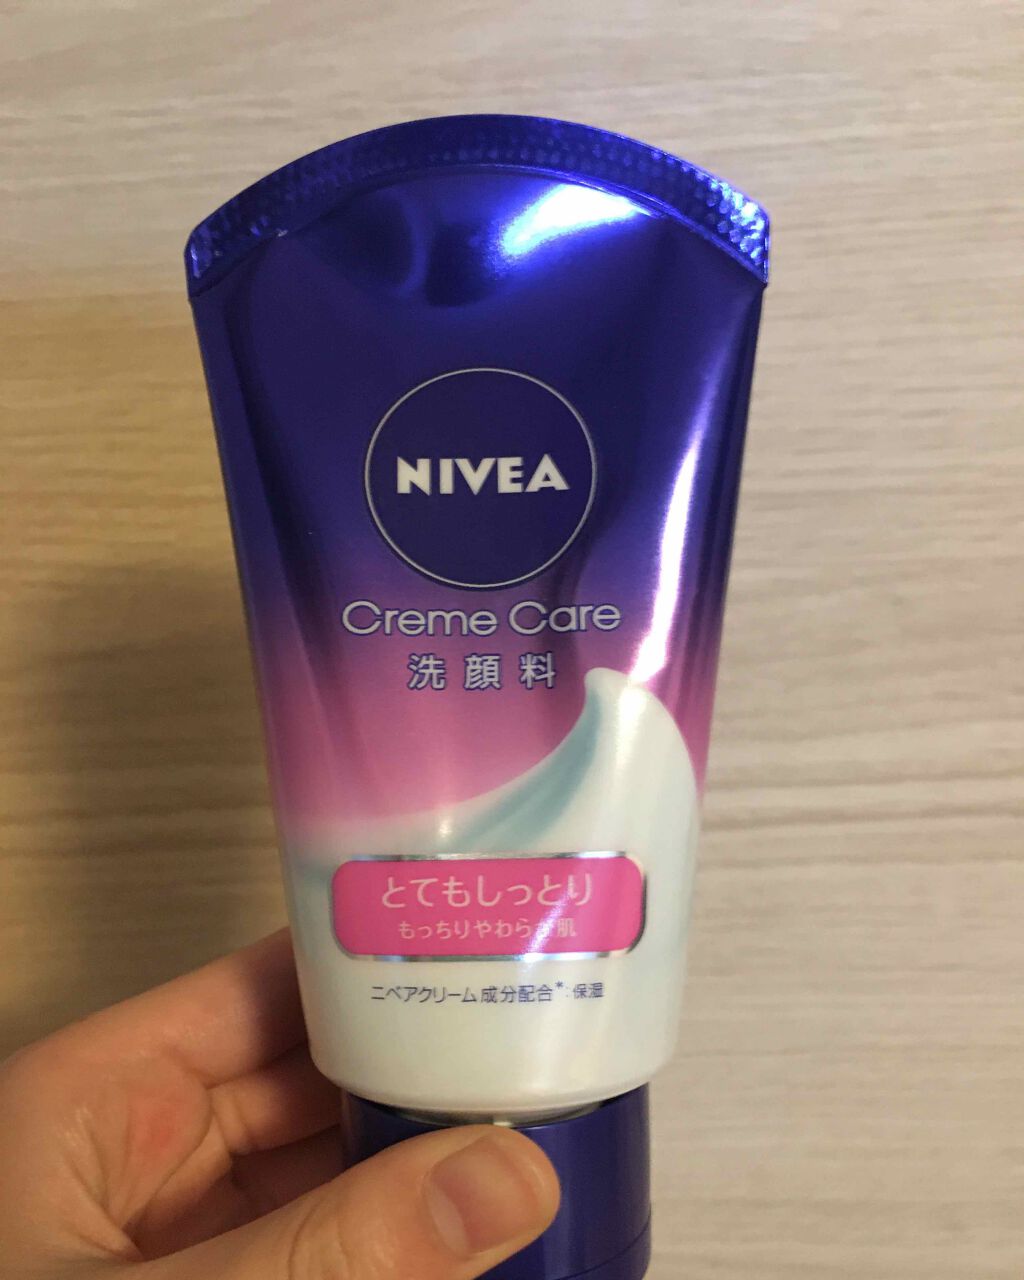 NIVEA
Creme Care
洗顔料
とてもしっとり
もっちりやわらか肌
ニベアクリーム成分配合*:保湿